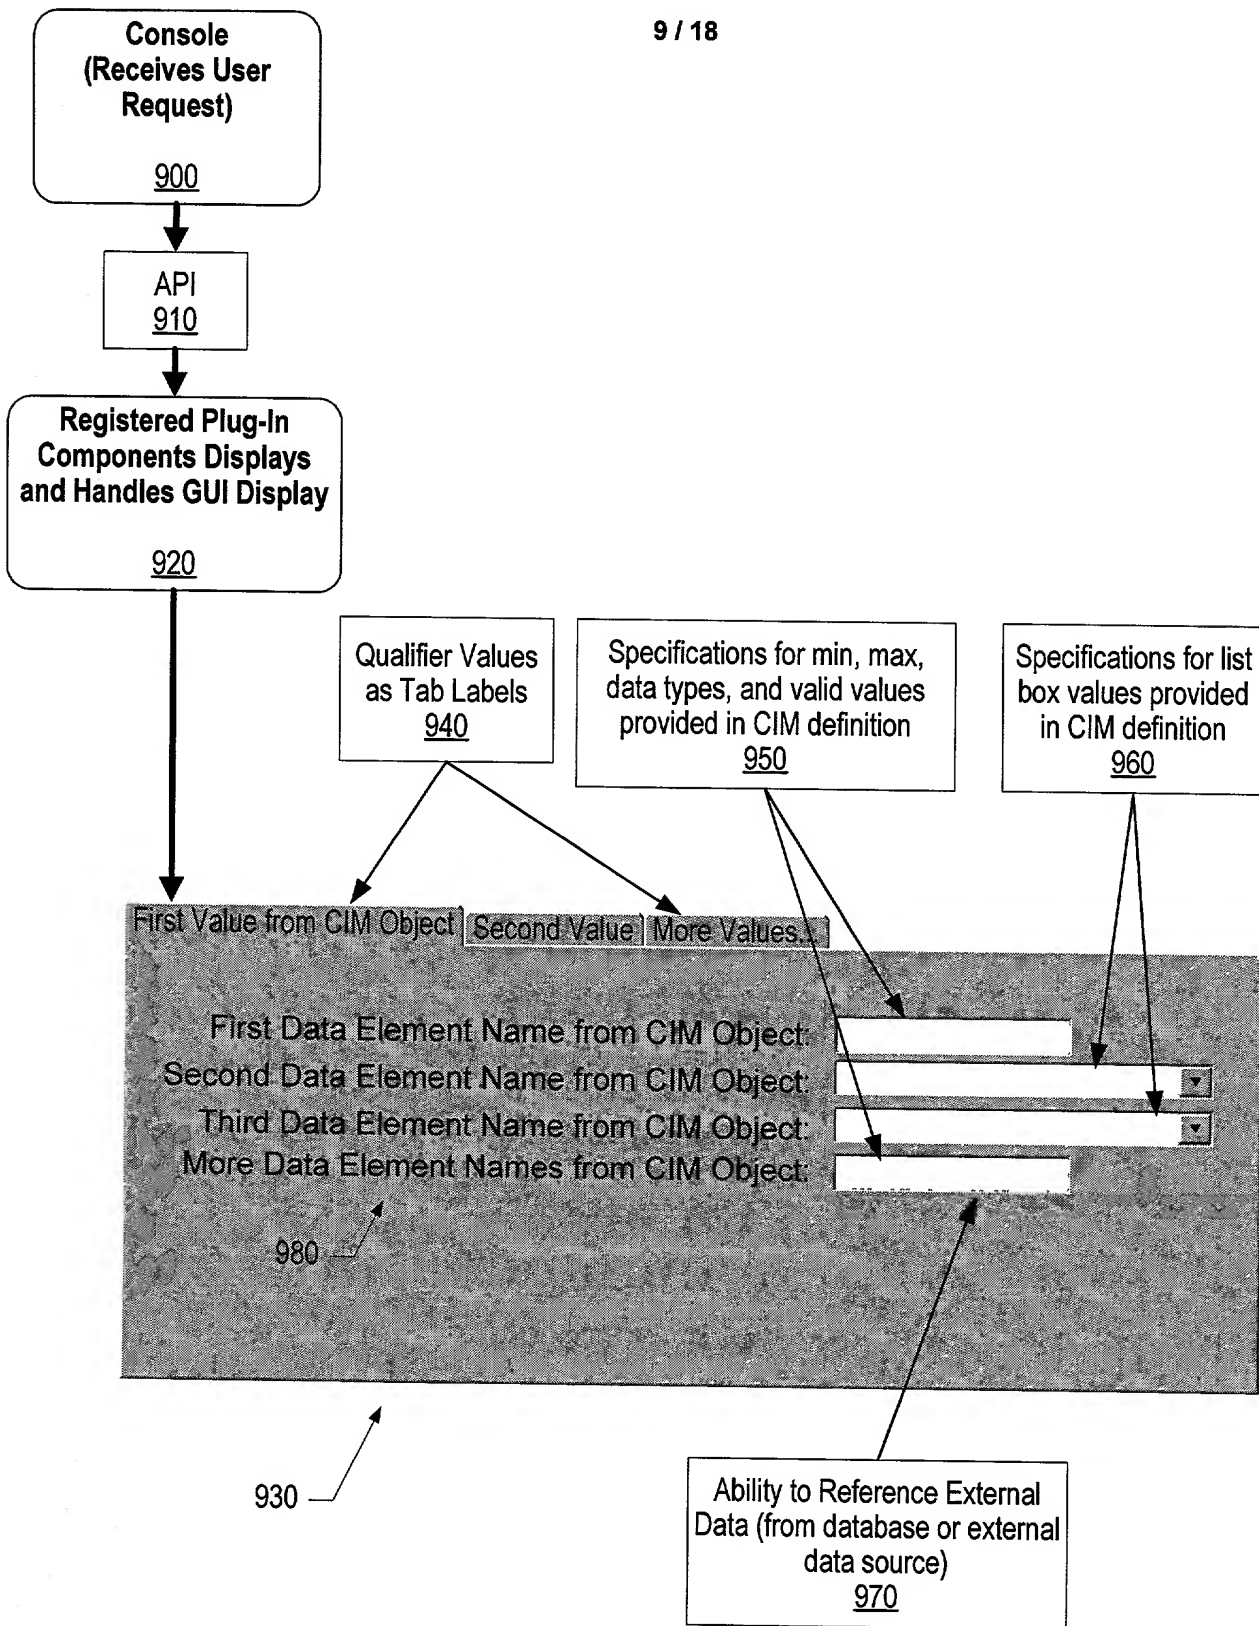 9 / 18
Console
(Receives User
Request)
900
API
910
Registered Plug-In
Components Displays
and Handles GUI Display
920
Qualifier Values
as Tab Labels
940
Specifications for min, max,
data types, and valid values
provided in CIM definition
950
Specifications for list
box values provided
in CIM definition
960
First Value from CIM Object
Second Value
More Values...
First Data Element Name from CIM Object:
Second Data Element Name from CIM Object:
Third Data Element Name from CIM Object:
More Data Element Names from CIM Object:
980
930
Ability to Reference External
Data (from database or external
data source)
970